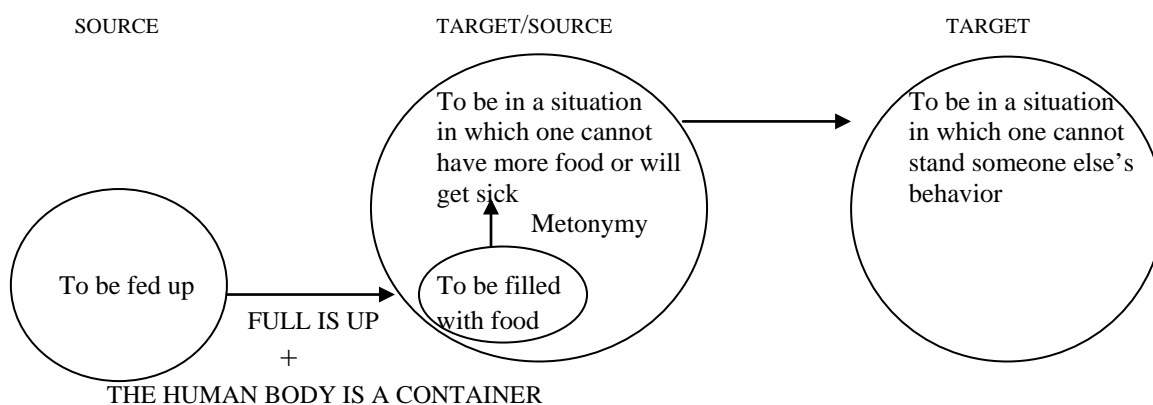 SOURCE
TARGET/SOURCE
TARGET
To be fed up
FULL IS UP
+
THE HUMAN BODY IS A CONTAINER
To be in a situation
in which one cannot
have more food or will
get sick
Metonymy
To be filled
with food
To be in a situation
in which one cannot
stand someone else's
behavior